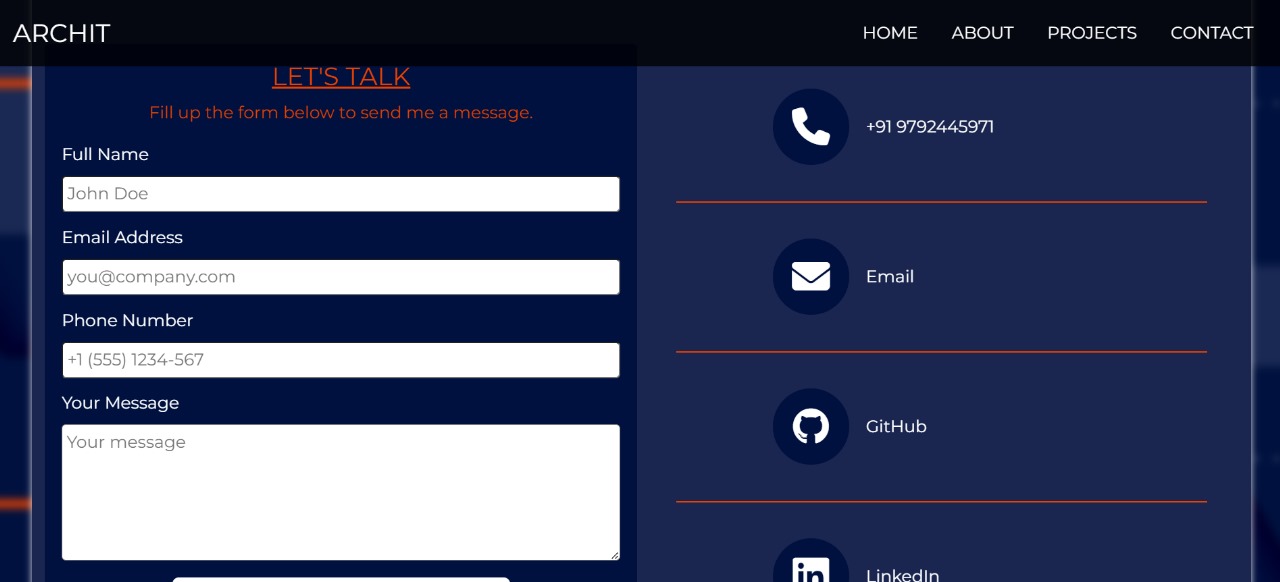 ARCHIT
HOME ABOUT PROJECTS CONTACT
LET'S TALK
Fill up the form below to send me a message.
Full Name
John Doe
Email Address
you@company.com
Phone Number
+1 (555) 1234-567
Your Message
Your message
+91 9792445971
Email
GitHub
LinkedIn